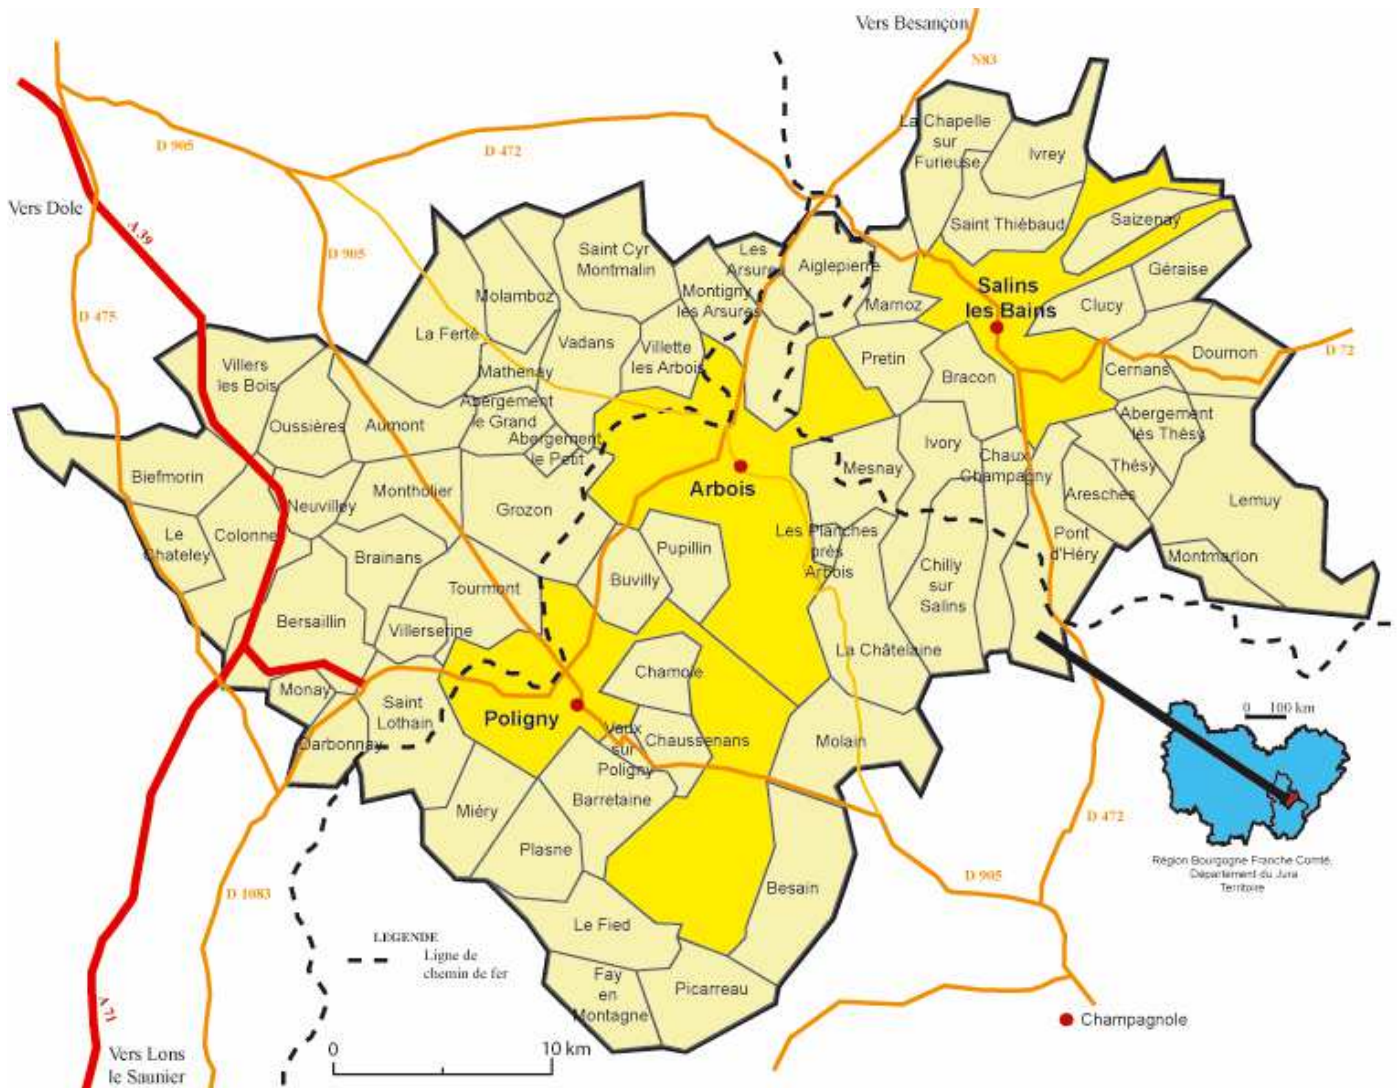 Vers Besançon
N83
La Chapelle
sur
Furieuse
Ivrey
D 905
D 472
Vers Dole
A 39
Saint Thiébaud
Saizenay
D 905
Saint Cyr
Montmalin
Les
Arsures
Aiglepierre
Géraise
Molamboz
Montigny
les Arsures
Marnoz
Salins
les Bains
Clucy
D 475
La Ferté
Vadans
Villette
les Arbois
Pretin
Dournon
D 72
Villers
les Bois
Mathenay
Bracon
Cernans
Oussières
Aumont
Abergement
le Grand
Abergement
le Petit
Abergement
lès Thésy
Ivory
Biefmorin
Montholier
Arbois
Mesnay
Chaux
Champagny
Thésy
Aresches
Lemuy
Neuvilley
Grozon
Le
Chateley
Colonne
Les Planches
près
Arbois
Pont
d'Héry
Brainans
Pupillin
Buvilly
Chilly
sur
Salins
Montmarlon
Tourmont
Bersaillin
Villerserine
La Châtelaine
Chamole
Monay
Saint
Lothain
Poligny
Vaux
sur
Poligny
Chaussenans
Molain
0 100 km
Darbonnay
Miéry
Barretaine
D 472
Plasne
Région Bourgogne Franche Comté,
Département du Jura
Territoire
D 1083
Besain
D 905
Le Fied
LEGENDE
Ligne de
chemin de fer
Fay
en
Montagne
Picarreau
A 71
Champagnole
Vers Lons
le Saunier
0 10 km